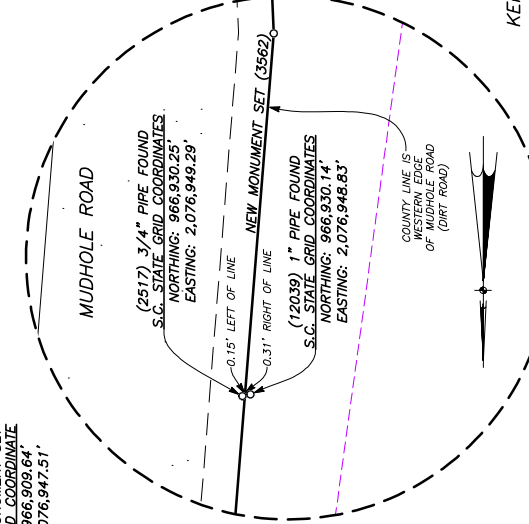 D COORDINATE
966,909.64'
076,947.51'
MUDHOLE ROAD
(2517) 3/4" PIPE FOUND
S.C. STATE GRID COORDINATES
NORTHING: 966,930.25'
EASTING: 2,076,949.29'
0.15' LEFT OF LINE
NEW MONUMENT SET (3562)
0.31' RIGHT OF LINE
(12039) 1" PIPE FOUND
S.C. STATE GRID COORDINATES
NORTHING: 966,930.14'
EASTING: 2,076,948.83'
COUNTY LINE IS
WESTERN EDGE
OF MUDHOLE ROAD
(DIRT ROAD)